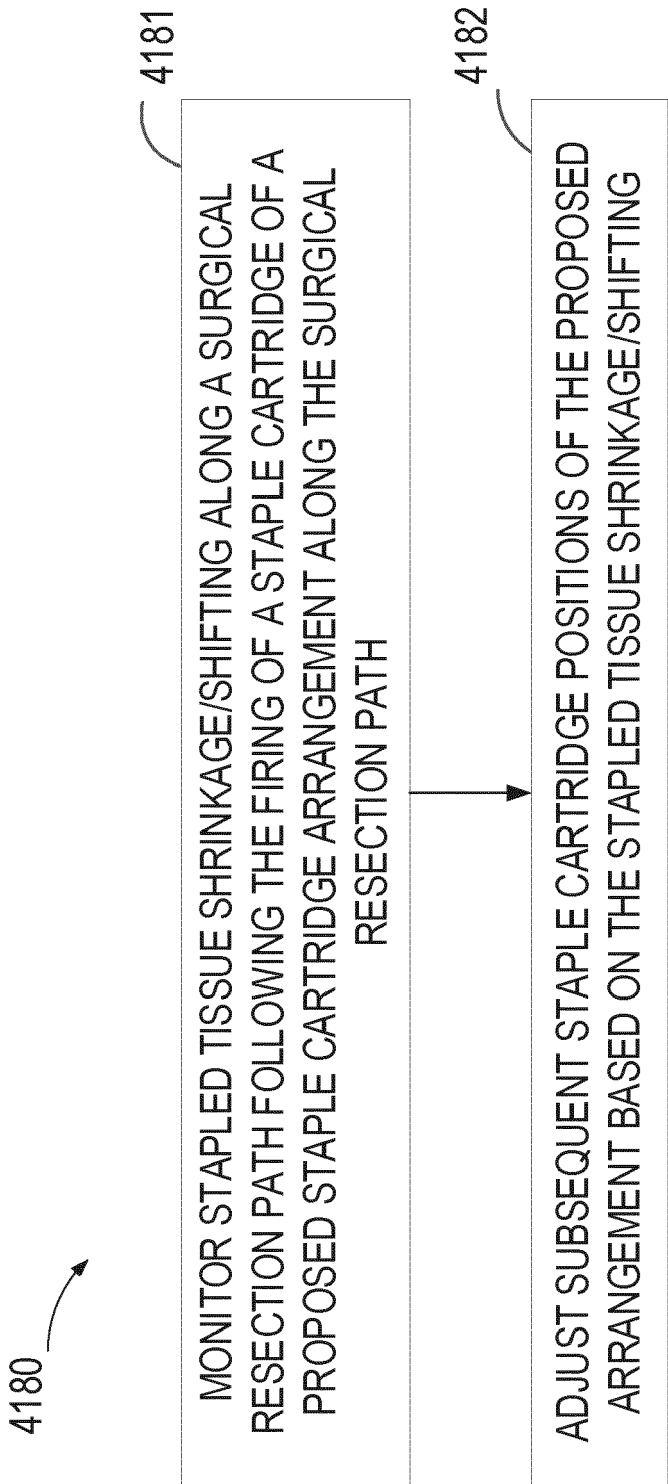 4180
4181
MONITOR STAPLED TISSUE SHRINKAGE/SHIFTING ALONG A SURGICAL
RESECTION PATH FOLLOWING THE FIRING OF A STAPLE CARTRIDGE OF A
PROPOSED STAPLE CARTRIDGE ARRANGEMENT ALONG THE SURGICAL
RESECTION PATH
4182
ADJUST SUBSEQUENT STAPLE CARTRIDGE POSITIONS OF THE PROPOSED
ARRANGEMENT BASED ON THE STAPLED TISSUE SHRINKAGE/SHIFTING